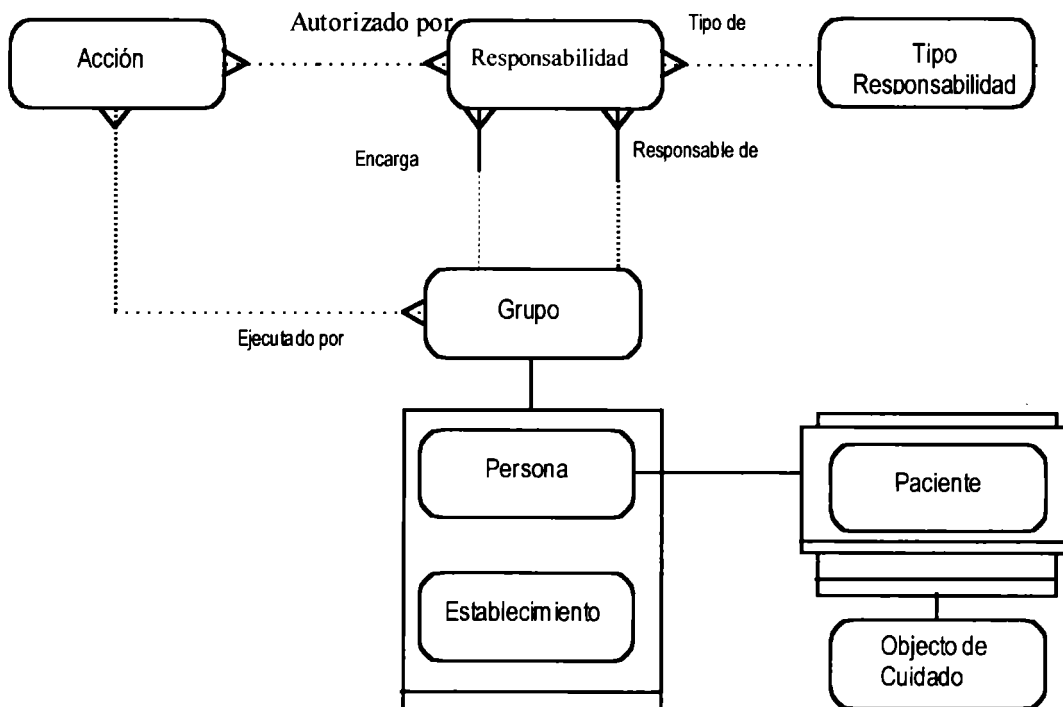 Autorizado por
Tipo de
Acción
Responsabilidad
Tipo
Responsabilidad
Encarga
Responsable de
Grupo
Ejecutado por
Persona
Paciente
Establecimiento
Objecto de
Cuidado